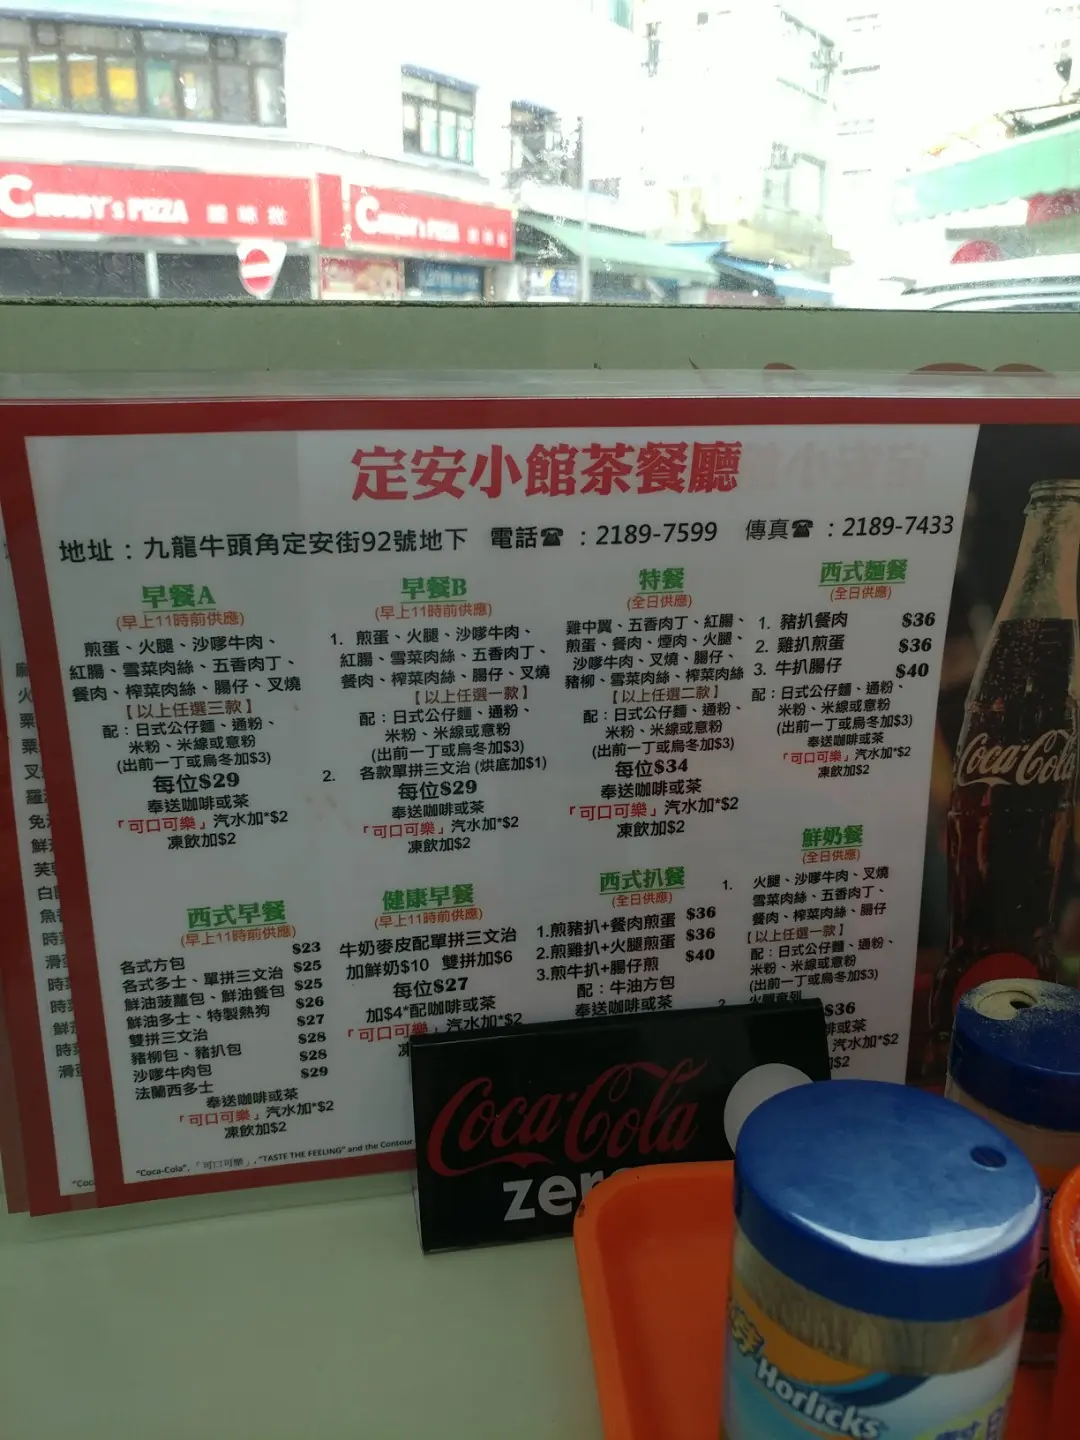 CHUBBY'S PIZZA
定安小館茶餐廳
地址：九龍牛頭角定安街92號地下 電話☎：2189-7599 傳真☎：2189-7433
早餐A
(早上11時前供應)
煎蛋、火腿、沙嗲牛肉、
紅腸、雪菜肉絲、五香肉丁、
餐肉、榨菜肉絲、腸仔、叉燒
【以上任選三款】
配：日式公仔麵、通粉、
米粉、米線或意粉
(出前一丁或烏冬加$3)
每位$29
奉送咖啡或茶
「可口可樂」汽水加*$2
凍飲加$2
早餐B
(早上11時前供應)
1. 煎蛋、火腿、沙嗲牛肉、
紅腸、雪菜肉絲、五香肉丁、
餐肉、榨菜肉絲、腸仔、叉燒
【以上任選一款】
配：日式公仔麵、通粉、
米粉、米線或意粉
(出前一丁或烏冬加$3)
2. 各款單拼三文治 (烘底加$1)
每位$29
奉送咖啡或茶
「可口可樂」汽水加*$2
凍飲加$2
特餐
(全日供應)
雞中翼、五香肉丁、紅腸、
煎蛋、餐肉、煙肉、火腿、
沙嗲牛肉、叉燒、腸仔、
豬柳、雪菜肉絲、榨菜肉絲
【以上任選二款】
配：日式公仔麵、通粉、
米粉、米線或意粉
(出前一丁或烏冬加$3)
每位$34
奉送咖啡或茶
「可口可樂」汽水加*$2
凍飲加$2
西式麵餐
(全日供應)
1. 豬扒餐肉 $36
2. 雞扒煎蛋 $36
3. 牛扒腸仔 $40
配：日式公仔麵、通粉、
米粉、米線或意粉
(出前一丁或烏冬加$3)
奉送咖啡或茶
「可口可樂」汽水加*$2
凍飲加$2
西式早餐
(早上11時前供應)
各式方包 $23
各式多士、單拼三文治 $25
鮮油菠蘿包、鮮油餐包 $25
鮮油多士、特製熱狗 $26
雙拼三文治 $27
豬柳包、豬扒包 $28
沙嗲牛肉包 $28
法蘭西多士 $29
奉送咖啡或茶
「可口可樂」汽水加*$2
凍飲加$2
健康早餐
(早上11時前供應)
牛奶麥皮配單拼三文治
加鮮奶$10 雙拼加$6
每位$27
加$4*配咖啡或茶
「可口可樂」汽水加*$2
凍
西式扒餐
(全日供應)
1.煎豬扒+餐肉煎蛋 $36
2.煎雞扒+火腿煎蛋 $36
3.煎牛扒+腸仔煎 $40
配：牛油方包
奉送咖啡或茶
鮮奶餐
(全日供應)
1. 火腿、沙嗲牛肉、叉燒
雪菜肉絲、五香肉丁、
餐肉、榨菜肉絲、腸仔
【以上任選一款】
配：日式公仔麵、通粉、
米粉、米線或意粉
(出前一丁或烏冬加$3)
2.
$36
啡或茶
汽水加*$2
$2
"Coca-Cola",「可口可樂」, "TASTE THE FEELING" and the Contour
Coca-Cola
Coca-Cola
zero
Horlicks